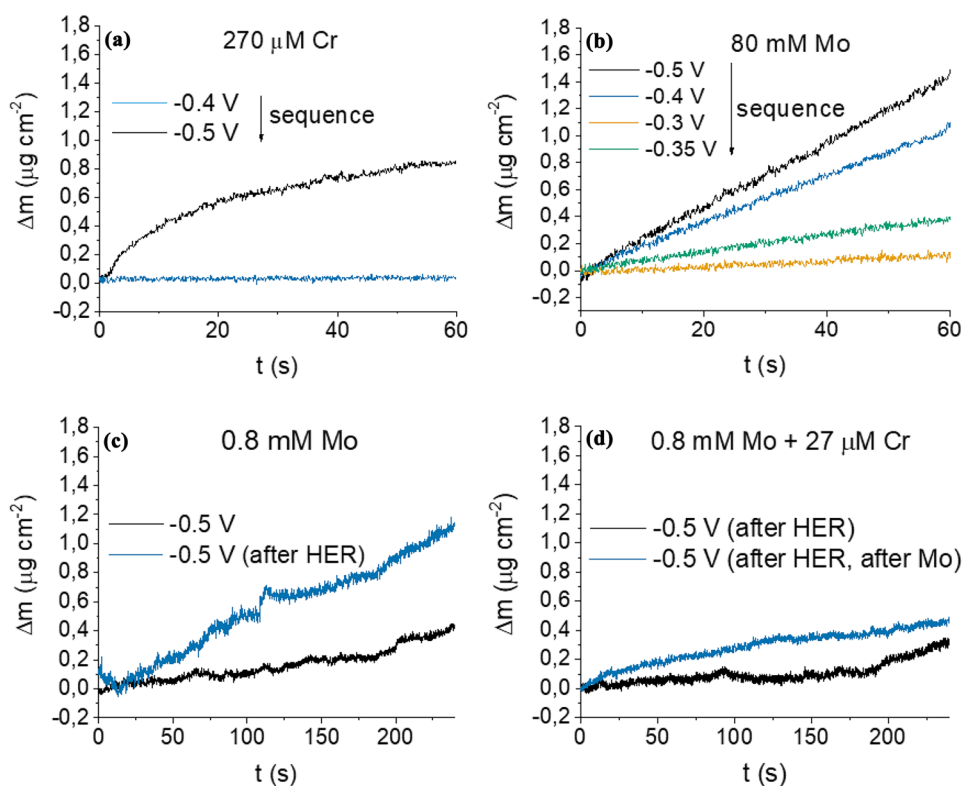 (a) 270 μM Cr
-0.4 V
-0.5 V
sequence
1,8
1,6
1,4
1,2
1,0
0,8
0,6
0,4
0,2
0,0
-0,2
Δm (μg cm-2)
0 20 40 60
t (s)
(b) 80 mM Mo
-0.5 V
-0.4 V
-0.3 V
-0.35 V
sequence
1,8
1,6
1,4
1,2
1,0
0,8
0,6
0,4
0,2
0,0
-0,2
Δm (μg cm-2)
0 20 40 60
t (s)
(c) 0.8 mM Mo
-0.5 V
-0.5 V (after HER)
1,8
1,6
1,4
1,2
1,0
0,8
0,6
0,4
0,2
0,0
-0,2
Δm (μg cm-2)
0 50 100 150 200
t (s)
(d) 0.8 mM Mo + 27 μM Cr
-0.5 V (after HER)
-0.5 V (after HER, after Mo)
1,8
1,6
1,4
1,2
1,0
0,8
0,6
0,4
0,2
0,0
-0,2
Δm (μg cm-2)
0 50 100 150 200
t (s)